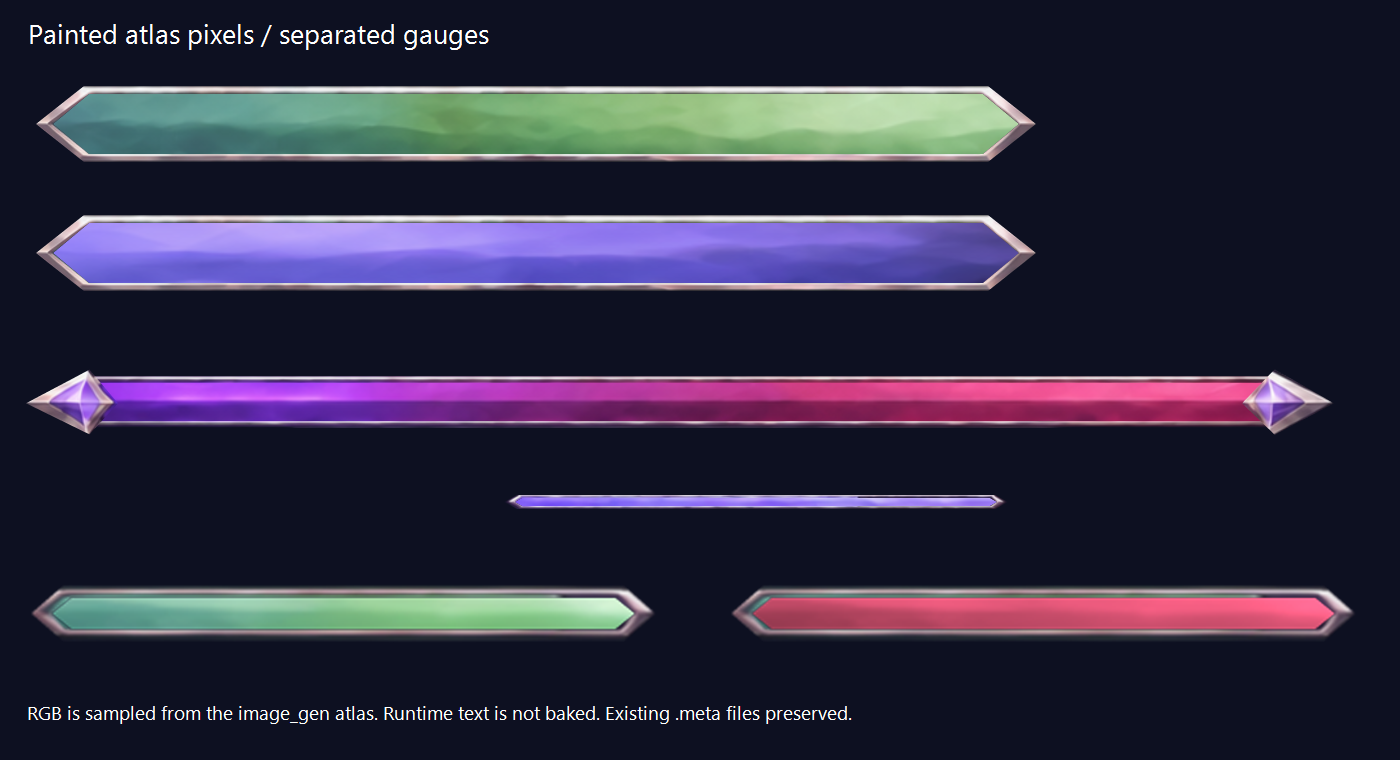 Painted atlas pixels / separated gauges
RGB is sampled from the image_gen atlas. Runtime text is not baked. Existing .meta files preserved.